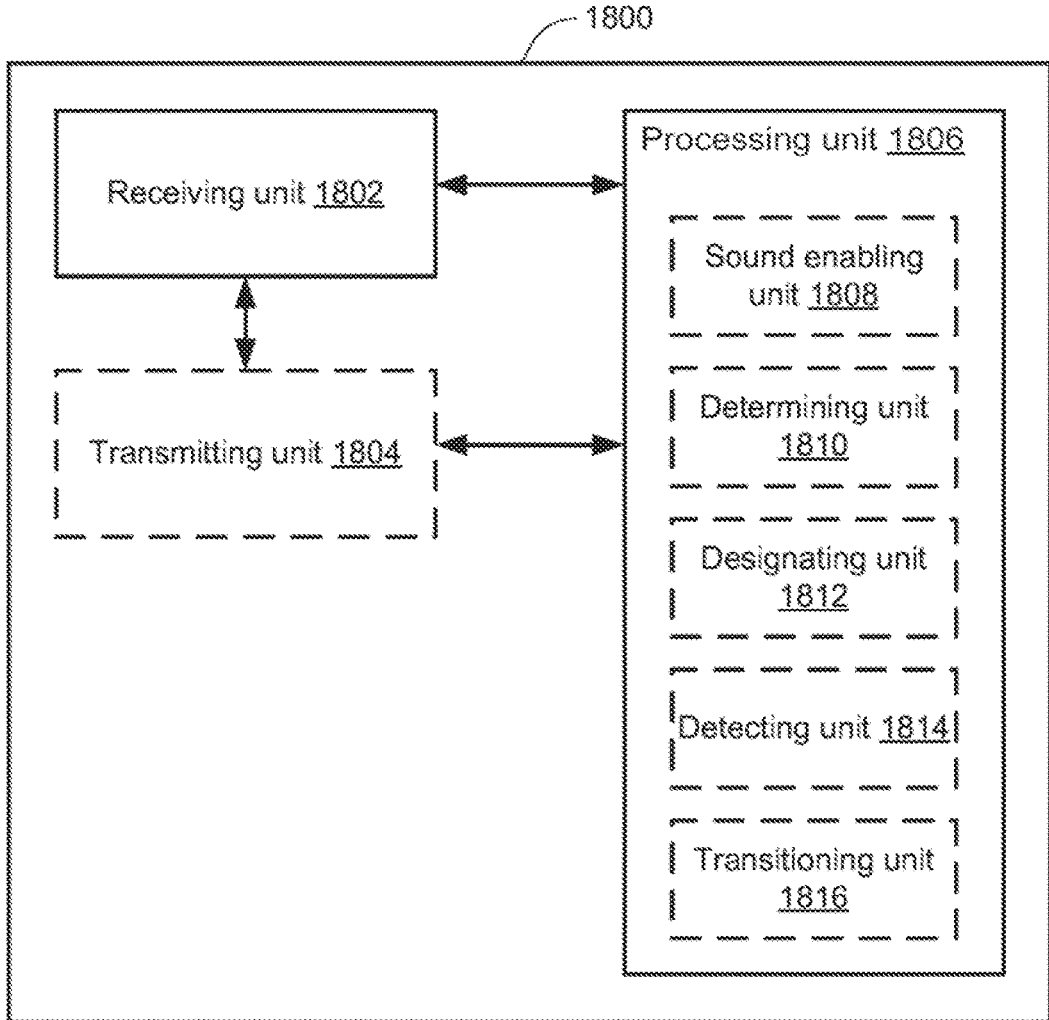 1800
Receiving unit 1802
Transmitting unit 1804
Processing unit 1806
Sound enabling
unit 1808
Determining unit
1810
Designating unit
1812
Detecting unit 1814
Transitioning unit
1816